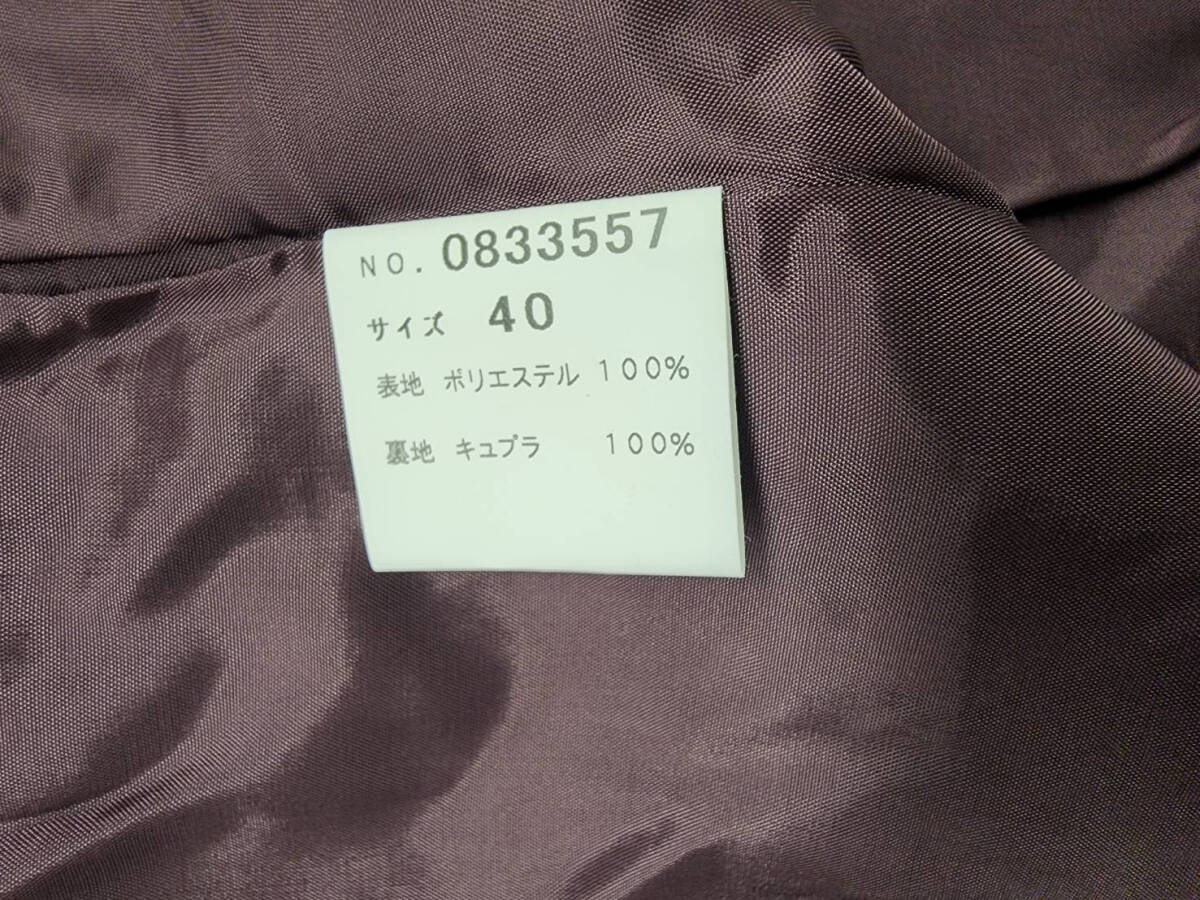 NO. 0833557
サイズ 40
表地 ポリエステル 100%
裏地 キュプラ 100%